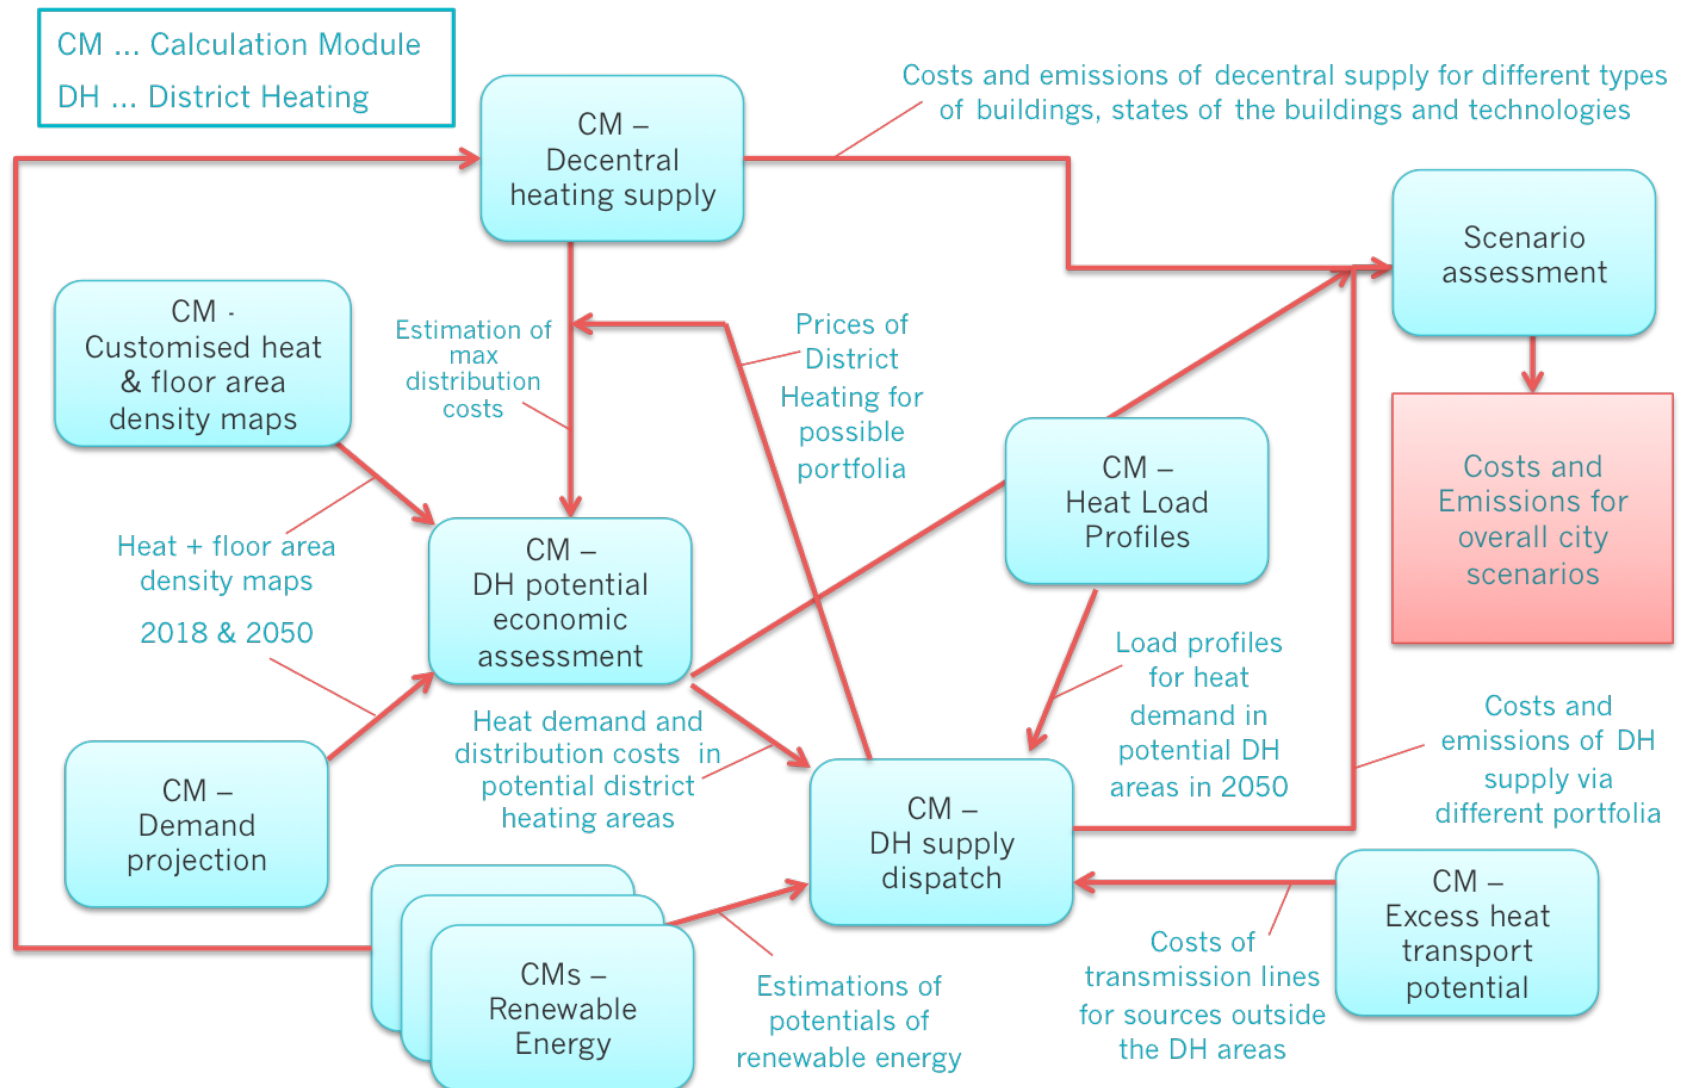 CM ... Calculation Module
DH ... District Heating
CM –
Decentral
heating supply
Costs and emissions of decentral supply for different types
of buildings, states of the buildings and technologies
Scenario
assessment
CM -
Customised heat
& floor area
density maps
Estimation of
max
distribution
costs
Prices of
District
Heating for
possible
portfolia
CM –
Heat Load
Profiles
Costs and
Emissions for
overall city
scenarios
Heat + floor area
density maps
2018 & 2050
CM –
DH potential
economic
assessment
Load profiles
for heat
demand in
potential DH
areas in 2050
Heat demand and
distribution costs in
potential district
heating areas
Costs and
emissions of DH
supply via
different portfolia
CM –
Demand
projection
CM –
DH supply
dispatch
CM –
Excess heat
transport
potential
CMs –
Renewable
Energy
Estimations of
potentials of
renewable energy
Costs of
transmission lines
for sources outside
the DH areas